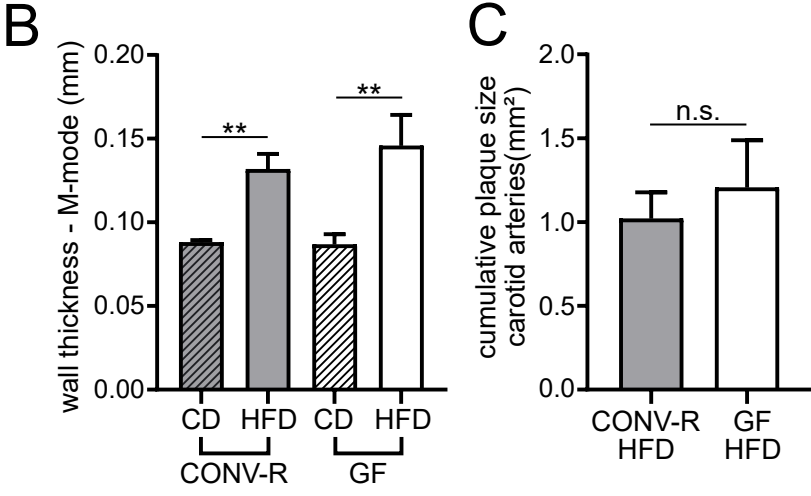 B
wall thickness - M-mode (mm)
0.20
0.15
0.10
0.05
0.00
**
**
CD HFD CD HFD
CONV-R GF
C
cumulative plaque size
carotid arteries(mm²)
2.0
1.5
1.0
0.5
0.0
n.s.
CONV-R GF
HFD HFD